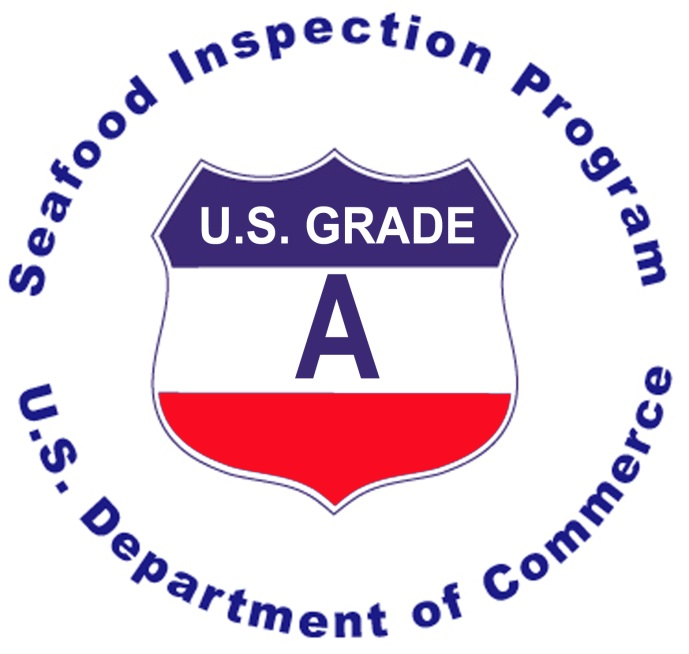 Seafood Inspection Program
U.S. GRADE
A
U.S. Department of Commerce